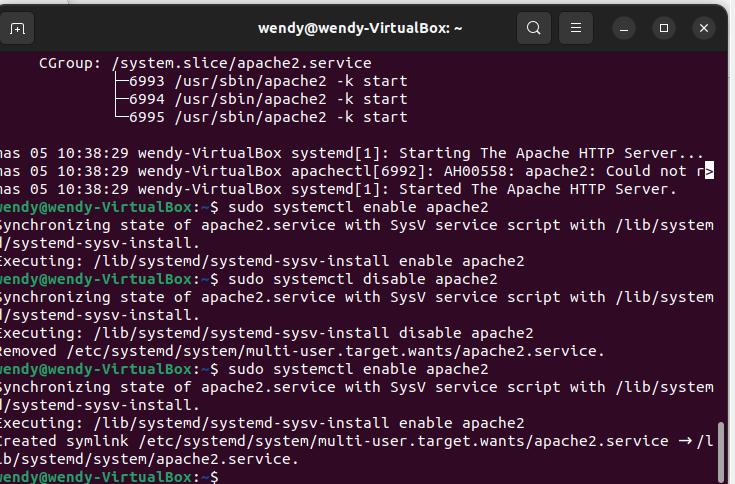 wendy@wendy-VirtualBox: ~
CGroup: /system.slice/apache2.service
├─6993 /usr/sbin/apache2 -k start
├─6994 /usr/sbin/apache2 -k start
└─6995 /usr/sbin/apache2 -k start
mas 05 10:38:29 wendy-VirtualBox systemd[1]: Starting The Apache HTTP Server...
mas 05 10:38:29 wendy-VirtualBox apachectl[6992]: AH00558: apache2: Could not r>
mas 05 10:38:29 wendy-VirtualBox systemd[1]: Started The Apache HTTP Server.
wendy@wendy-VirtualBox:~$ sudo systemctl enable apache2
Synchronizing state of apache2.service with SysV service script with /lib/system
d/systemd-sysv-install.
Executing: /lib/systemd/systemd-sysv-install enable apache2
wendy@wendy-VirtualBox:~$ sudo systemctl disable apache2
Synchronizing state of apache2.service with SysV service script with /lib/system
d/systemd-sysv-install.
Executing: /lib/systemd/systemd-sysv-install disable apache2
Removed /etc/systemd/system/multi-user.target.wants/apache2.service.
wendy@wendy-VirtualBox:~$ sudo systemctl enable apache2
Synchronizing state of apache2.service with SysV service script with /lib/system
d/systemd-sysv-install.
Executing: /lib/systemd/systemd-sysv-install enable apache2
Created symlink /etc/systemd/system/multi-user.target.wants/apache2.service → /l
ib/systemd/system/apache2.service.
wendy@wendy-VirtualBox:~$